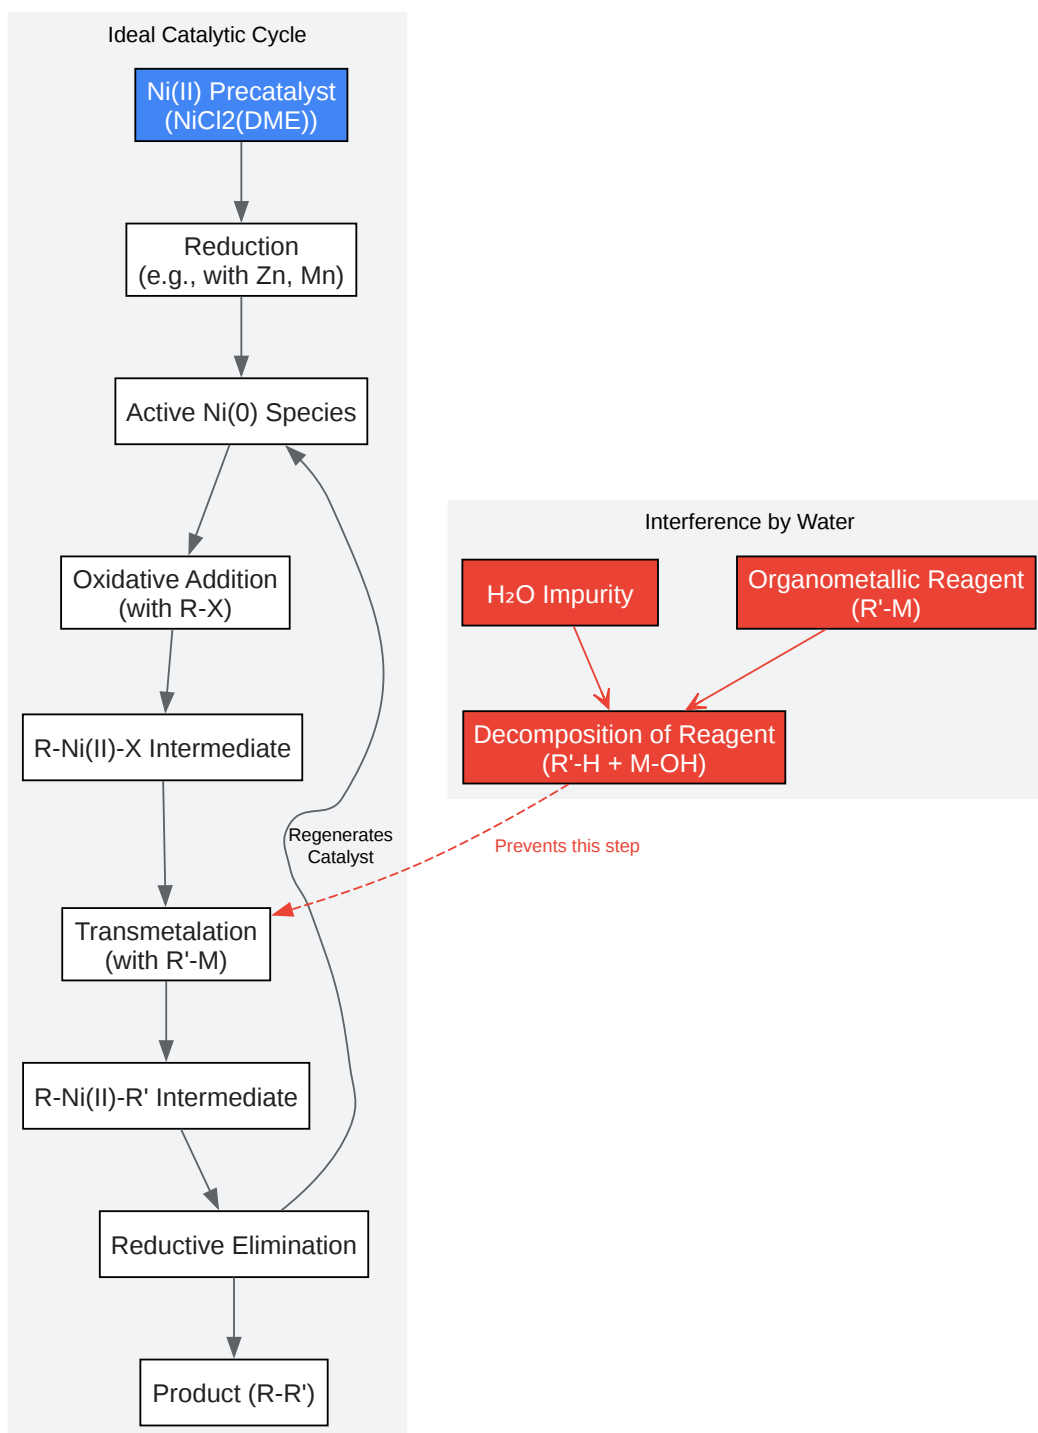 Ideal Catalytic Cycle
Ni(II) Precatalyst
(NiCl2(DME))
Reduction
(e.g., with Zn, Mn)
Active Ni(0) Species
Oxidative Addition
(with R-X)
R-Ni(II)-X Intermediate
Regenerates
Catalyst
Transmetalation
(with R'-M)
R-Ni(II)-R' Intermediate
Reductive Elimination
Product (R-R')
Interference by Water
H₂O Impurity
Organometallic Reagent
(R'-M)
Decomposition of Reagent
(R'-H + M-OH)
Prevents this step